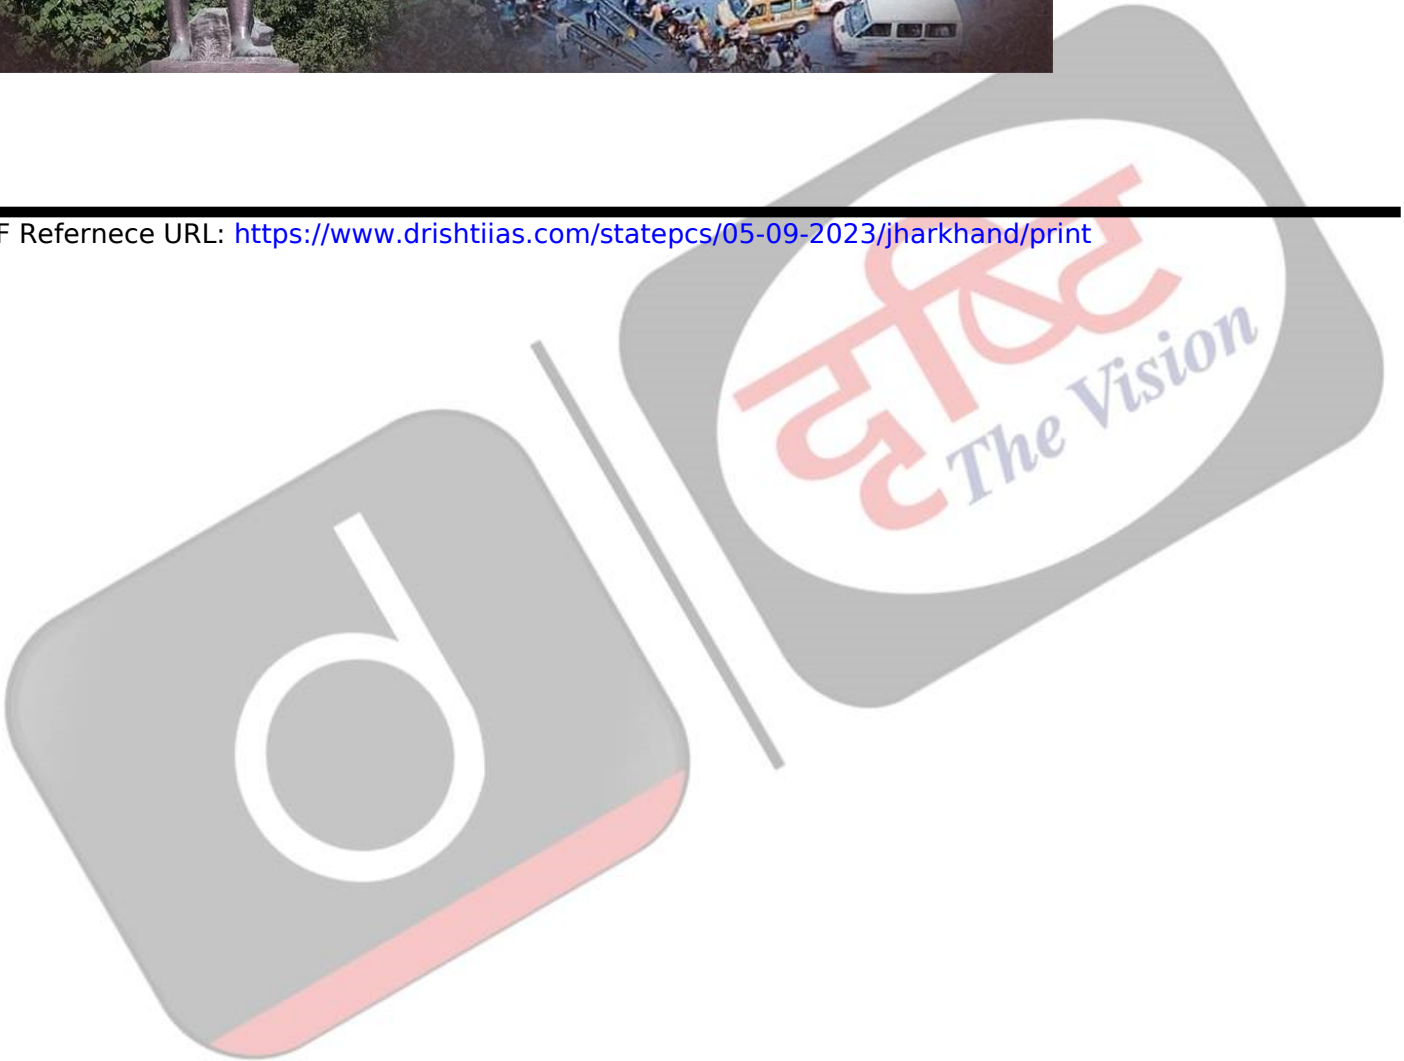 F Refernece URL: https://www.drishtiias.com/statepcs/05-09-2023/jharkhand/print
दृष्टि
The Vision
d